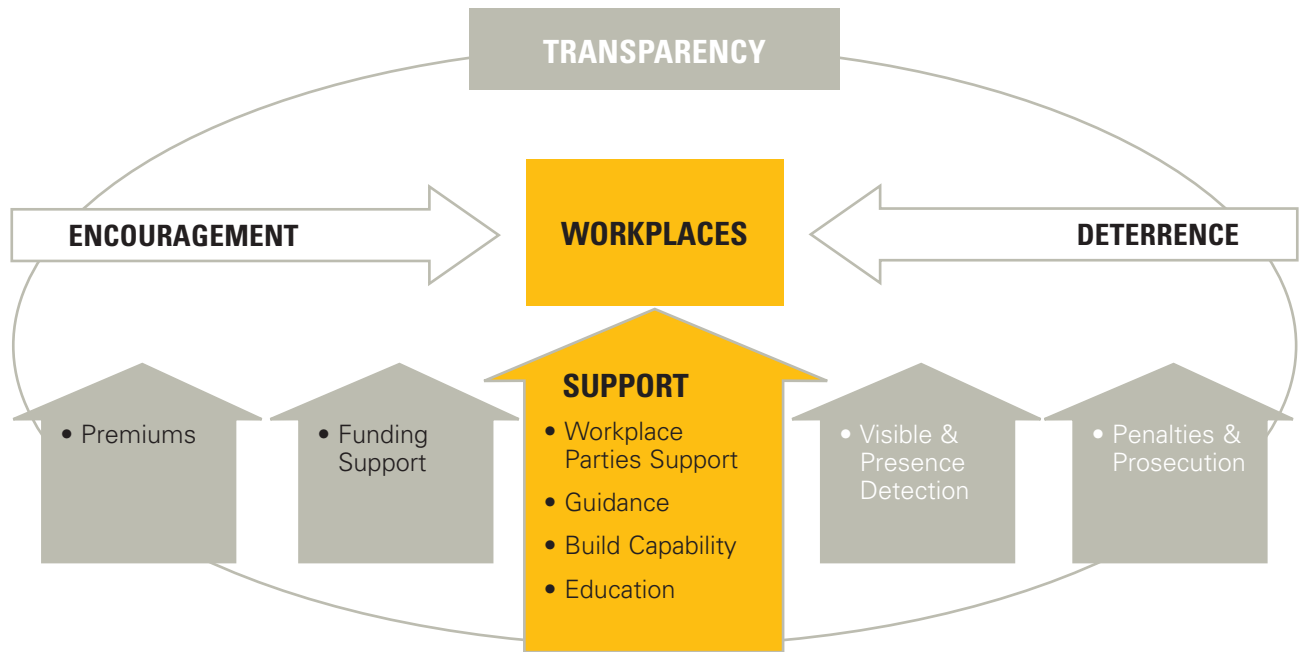 TRANSPARENCY
ENCOURAGEMENT
WORKPLACES
DETERRENCE
• Premiums
• Funding
Support
SUPPORT
• Workplace
Parties Support
• Guidance
• Build Capability
• Education
• Visible &
Presence
Detection
• Penalties &
Prosecution